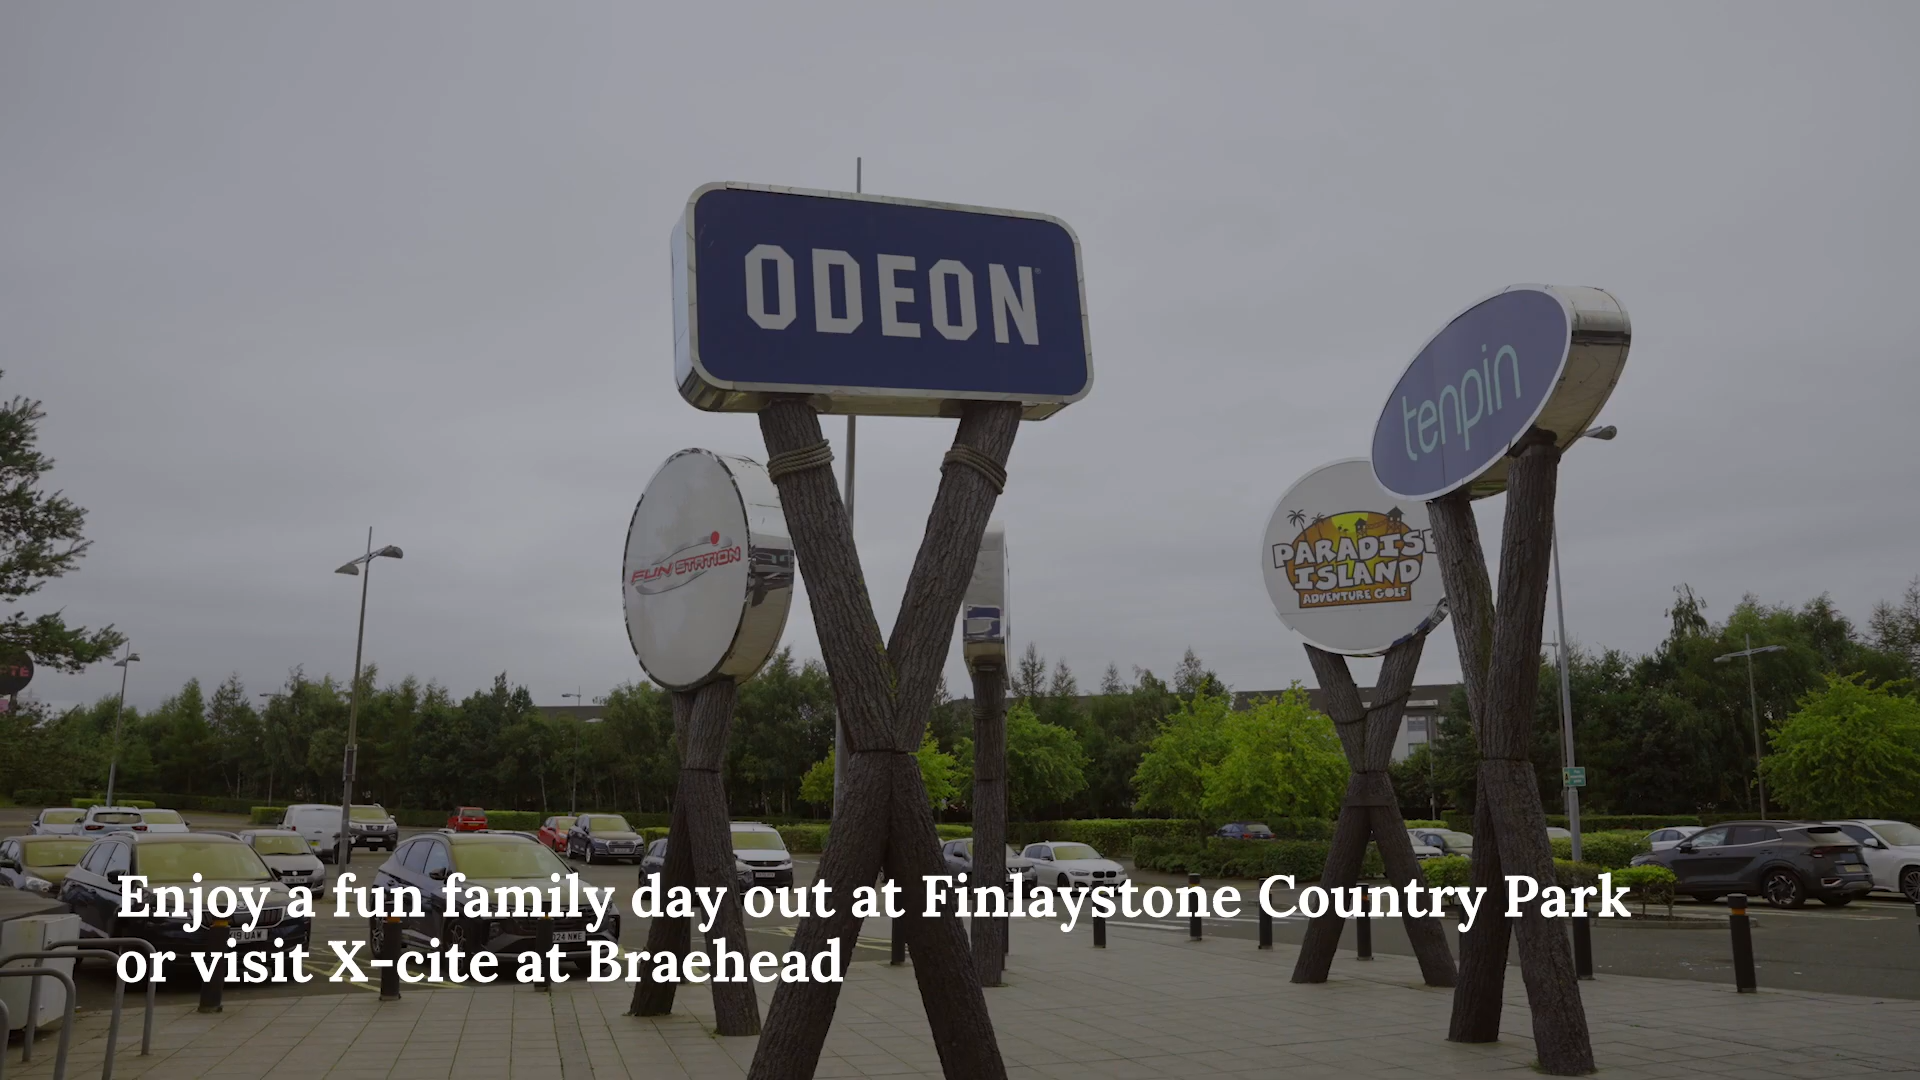 ODEON
tenpin
FUN STATION
PARADISE
ISLAND
ADVENTURE GOLF
Enjoy a fun family day out at Finlaystone Country Park
or visit X-cite at Braehead